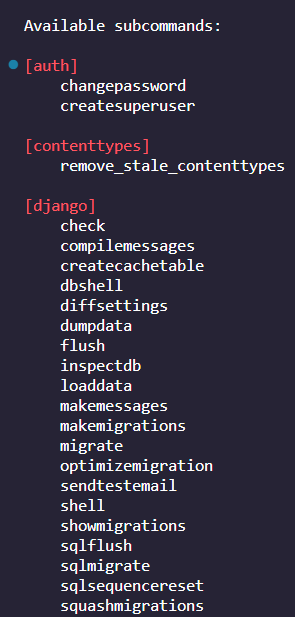 Available subcommands:
[auth]
changepassword
createsuperuser
[contenttypes]
remove_stale_contenttypes
[django]
check
compilemessages
createcachetable
dbshell
diffsettings
dumpdata
flush
inspectdb
loaddata
makemessages
makemigrations
migrate
optimizemigration
sendtestemail
shell
showmigrations
sqlflush
sqlmigrate
sqlsequencereset
squashmigrations